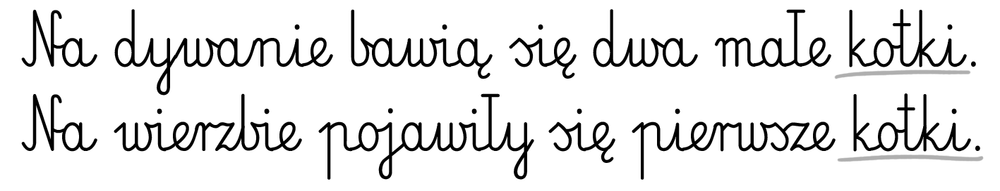 Na dywanie bawią się dwa małe kotki.
Na wierzbie pojawiły się pierwsze kotki.